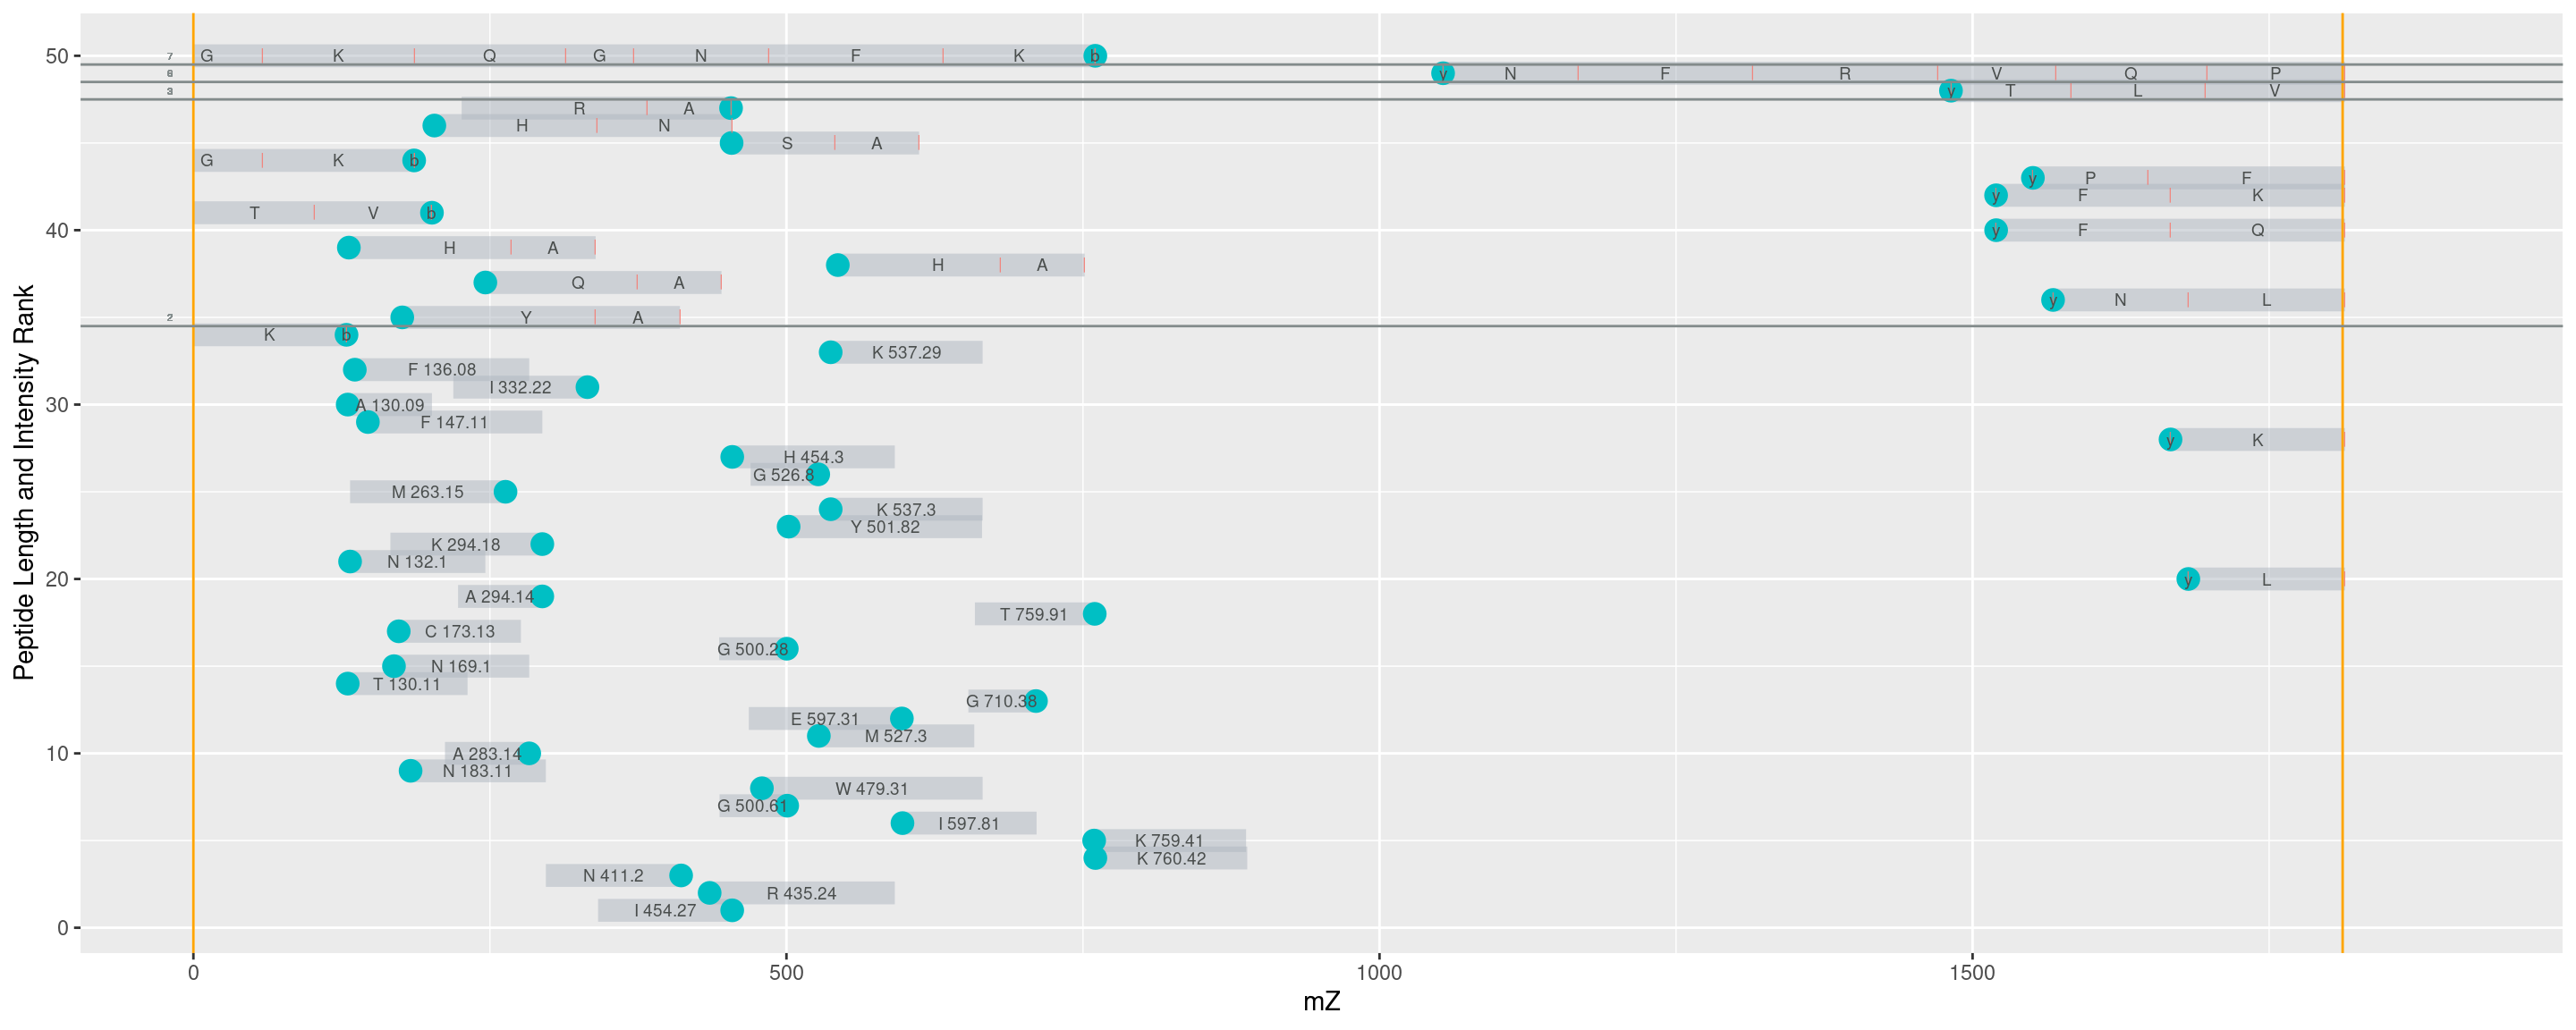 50
7
G K Q G N F K b
6
y N F R V Q P
3
y T L V
R A
H N
S A
G K b
y P F
y F K
T V b
40
y F Q
H A
H A
Q A
y N L
2
Y A
K b
K 537.29
F 136.08
I 332.22
30
A 130.09
F 147.11
y K
H 454.3
G 526.8
M 263.15
K 537.3
Y 501.82
K 294.18
N 132.1
20
y L
A 294.14
T 759.91
C 173.13
G 500.28
N 169.1
T 130.11
G 710.38
E 597.31
M 527.3
10
A 283.14
N 183.11
W 479.31
G 500.61
I 597.81
K 759.41
K 760.42
N 411.2
R 435.24
I 454.27
0
0 500 1000 1500
mZ
Peptide Length and Intensity Rank